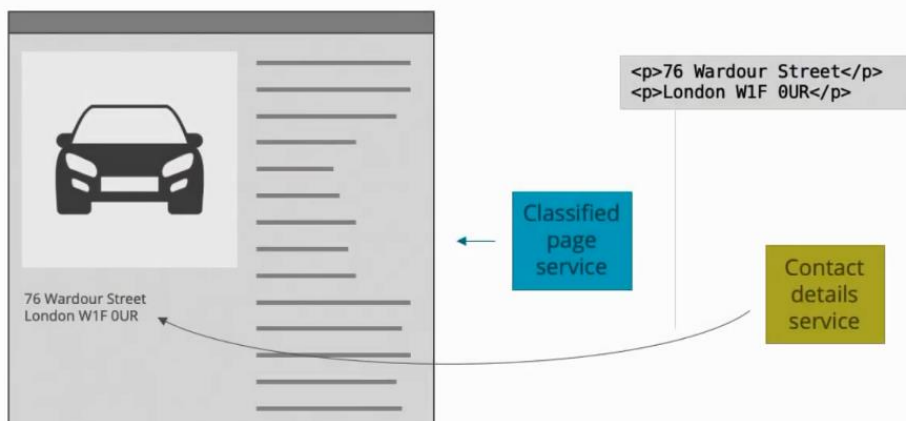 <p>76 Wardour Street</p>
<p>London W1F 0UR</p>
Classified
page
service
76 Wardour Street
London W1F 0UR
Contact
details
service